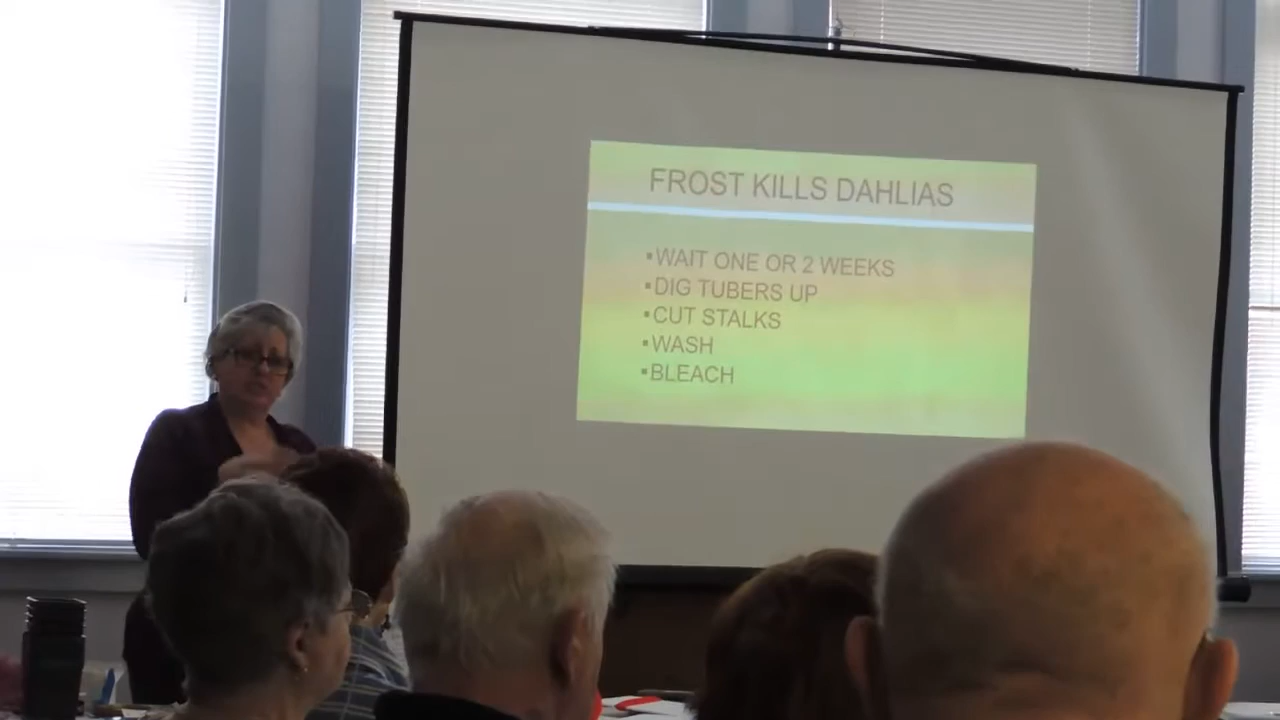 FROST KILLS DAHLIAS
▪WAIT ONE OR 2 WEEKS
▪DIG TUBERS UP
▪CUT STALKS
▪WASH
▪BLEACH